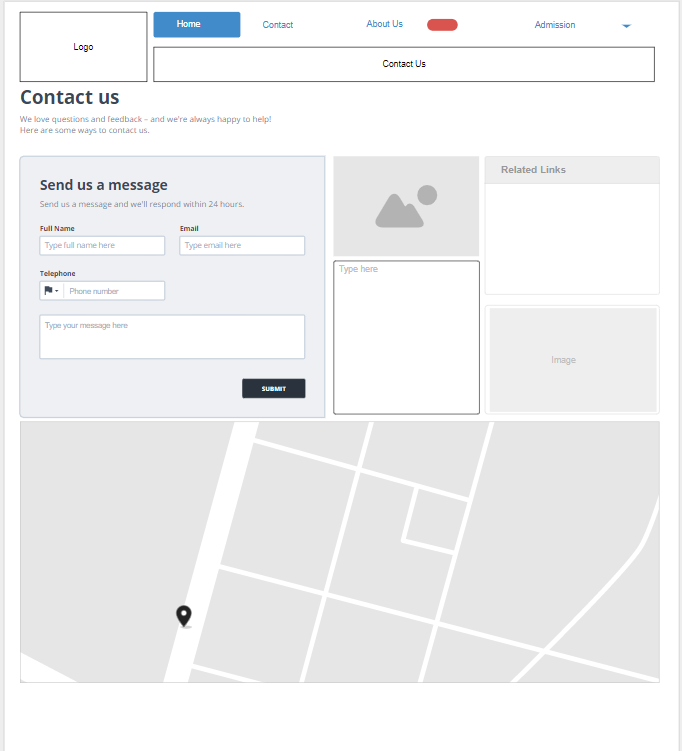 Logo
Home
Contact
About Us
Admission
Contact Us
Contact us
We love questions and feedback – and we're always happy to help!
Here are some ways to contact us.
Send us a message
Send us a message and we'll respond within 24 hours.
Full Name
Email
Type full name here
Type email here
Telephone
Phone number
Type your message here
SUBMIT
Type here
Related Links
Image